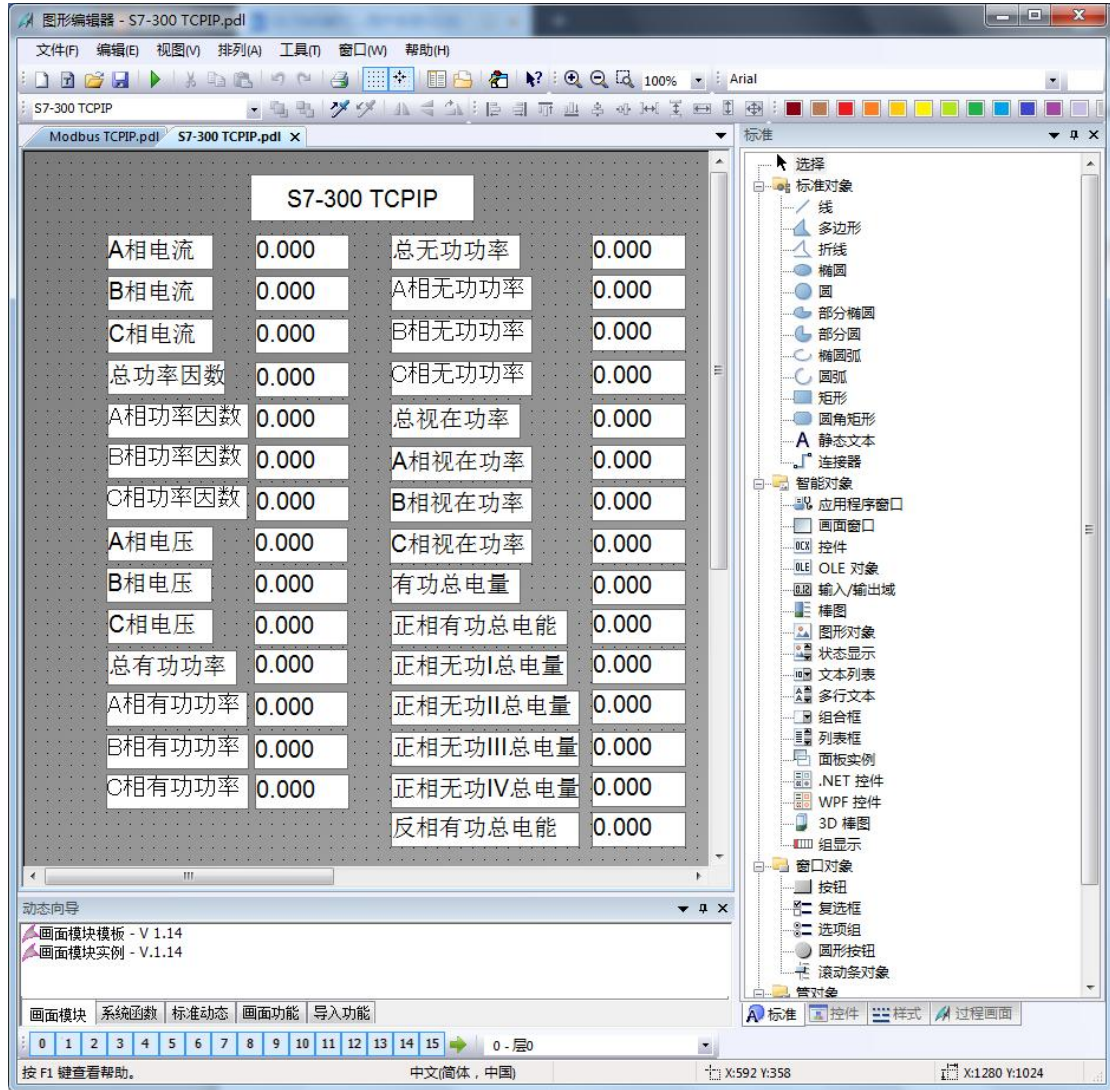 图形编辑器 - S7-300 TCPIP.pdl
文件(F) 编辑(E) 视图(V) 排列(A) 工具(T) 窗口(W) 帮助(H)
100% Arial
S7-300 TCPIP
Modbus TCPIP.pdl S7-300 TCPIP.pdl
S7-300 TCPIP
A相电流 0.000 总无功功率 0.000
B相电流 0.000 A相无功功率 0.000
C相电流 0.000 B相无功功率 0.000
总功率因数 0.000 C相无功功率 0.000
A相功率因数 0.000 总视在功率 0.000
B相功率因数 0.000 A相视在功率 0.000
C相功率因数 0.000 B相视在功率 0.000
A相电压 0.000 C相视在功率 0.000
B相电压 0.000 有功总电量 0.000
C相电压 0.000 正相有功总电能 0.000
总有功功率 0.000 正相无功I总电量 0.000
A相有功功率 0.000 正相无功II总电量 0.000
B相有功功率 0.000 正相无功III总电量 0.000
C相有功功率 0.000 正相无功IV总电量 0.000
反相有功总电能 0.000
标准
选择
标准对象
线
多边形
折线
椭圆
圆
部分椭圆
部分圆
椭圆弧
圆弧
矩形
圆角矩形
A 静态文本
连接器
智能对象
应用程序窗口
画面窗口
OCX 控件
OLE OLE 对象
0.12 输入/输出域
棒图
图形对象
状态显示
文本列表
多行文本
组合框
列表框
面板实例
.NET 控件
WPF 控件
3D 棒图
组显示
窗口对象
按钮
复选框
选项组
圆形按钮
滚动条对象
管对象
标准 控件 样式 过程画面
动态向导
画面模块模板 - V 1.14
画面模块实例 - V.1.14
画面模块 系统函数 标准动态 画面功能 导入功能
0 1 2 3 4 5 6 7 8 9 10 11 12 13 14 15 0 - 层0
按 F1 键查看帮助。 中文(简体，中国) X:592 Y:358 X:1280 Y:1024